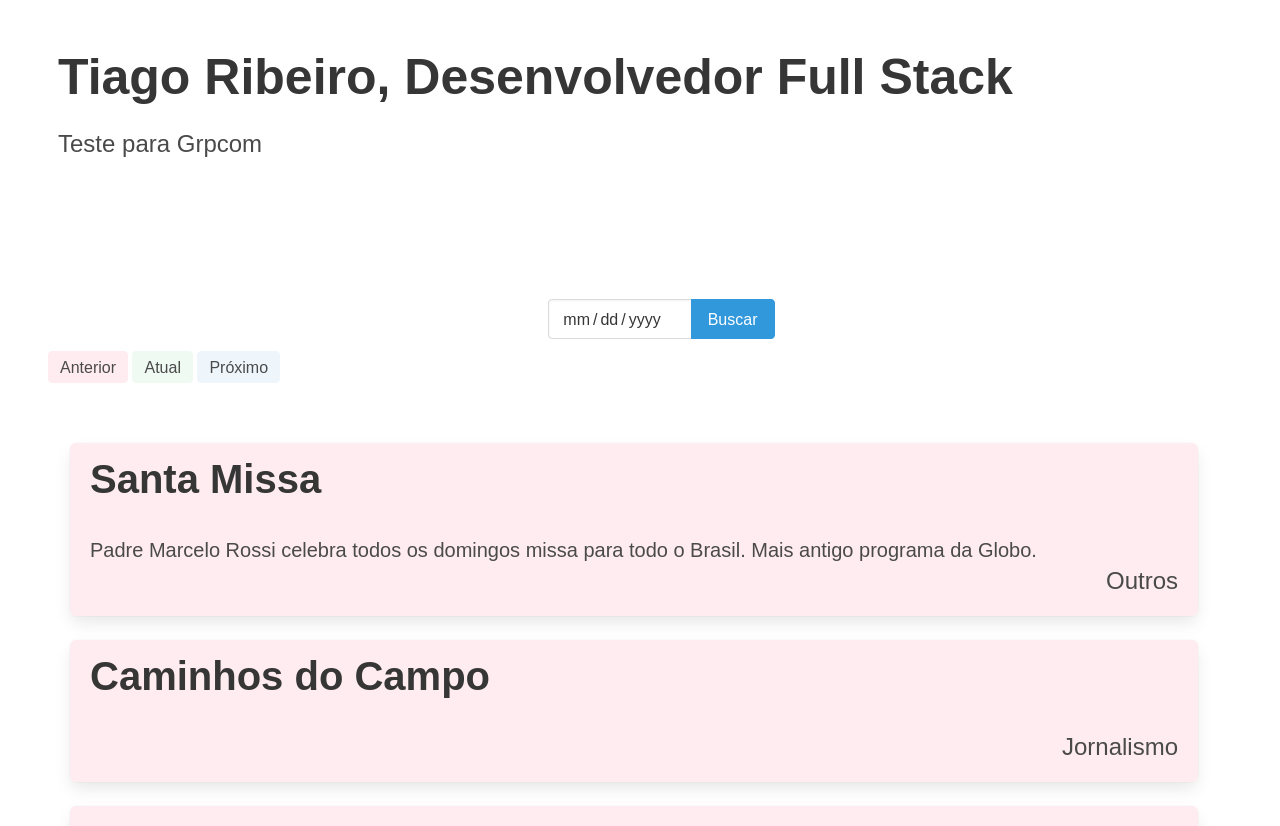 Tiago Ribeiro, Desenvolvedor Full Stack
Teste para Grpcom
mm/dd/yyyy
Buscar
Anterior
Atual
Próximo
Santa Missa
Padre Marcelo Rossi celebra todos os domingos missa para todo o Brasil. Mais antigo programa da Globo.
Outros
Caminhos do Campo
Jornalismo